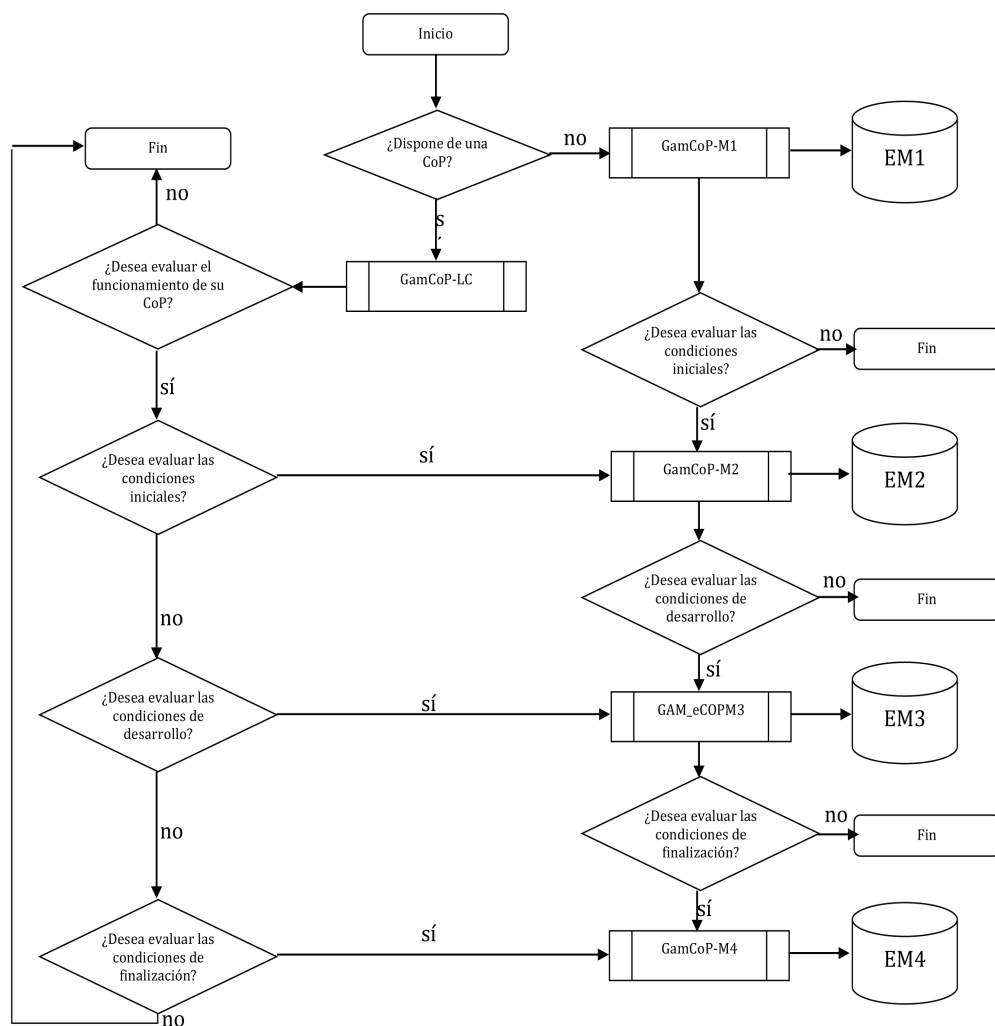 Inicio
¿Dispone de una
CoP?
no
GamCoP-M1
EM1
Fin
no
s
´
¿Desea evaluar el
funcionamiento de su
CoP?
GamCoP-LC
¿Desea evaluar las
condiciones
iniciales?
no
Fin
sí
sí
¿Desea evaluar las
condiciones
iniciales?
sí
GamCoP-M2
EM2
¿Desea evaluar las
condiciones de
desarrollo?
no
Fin
no
sí
¿Desea evaluar las
condiciones de
desarrollo?
sí
GAM_eCOPM3
EM3
¿Desea evaluar las
condiciones de
finalización?
no
Fin
no
sí
¿Desea evaluar las
condiciones de
finalización?
sí
GamCoP-M4
EM4
no